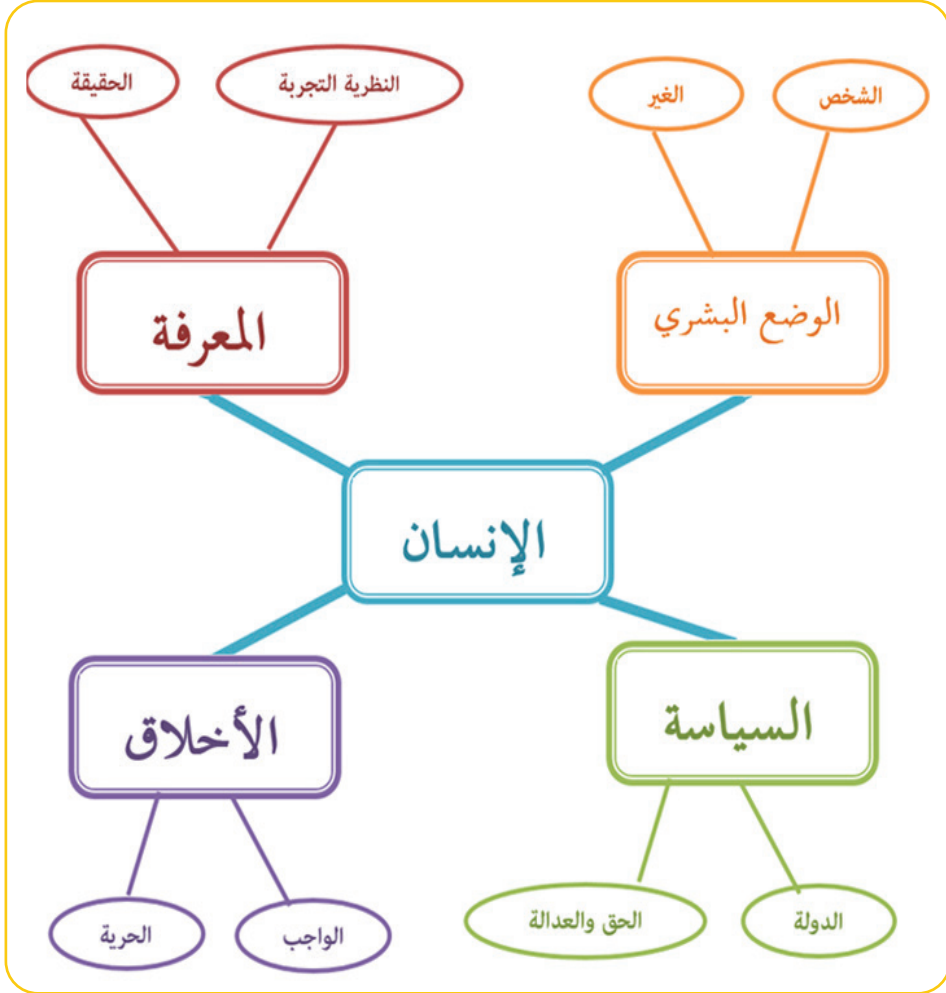 الشخص
الغير
النظرية التجربة
الحقيقة
الوضع البشري
المعرفة
الإنسان
السياسة
الأخلاق
الدولة
الحق والعدالة
الواجب
الحرية